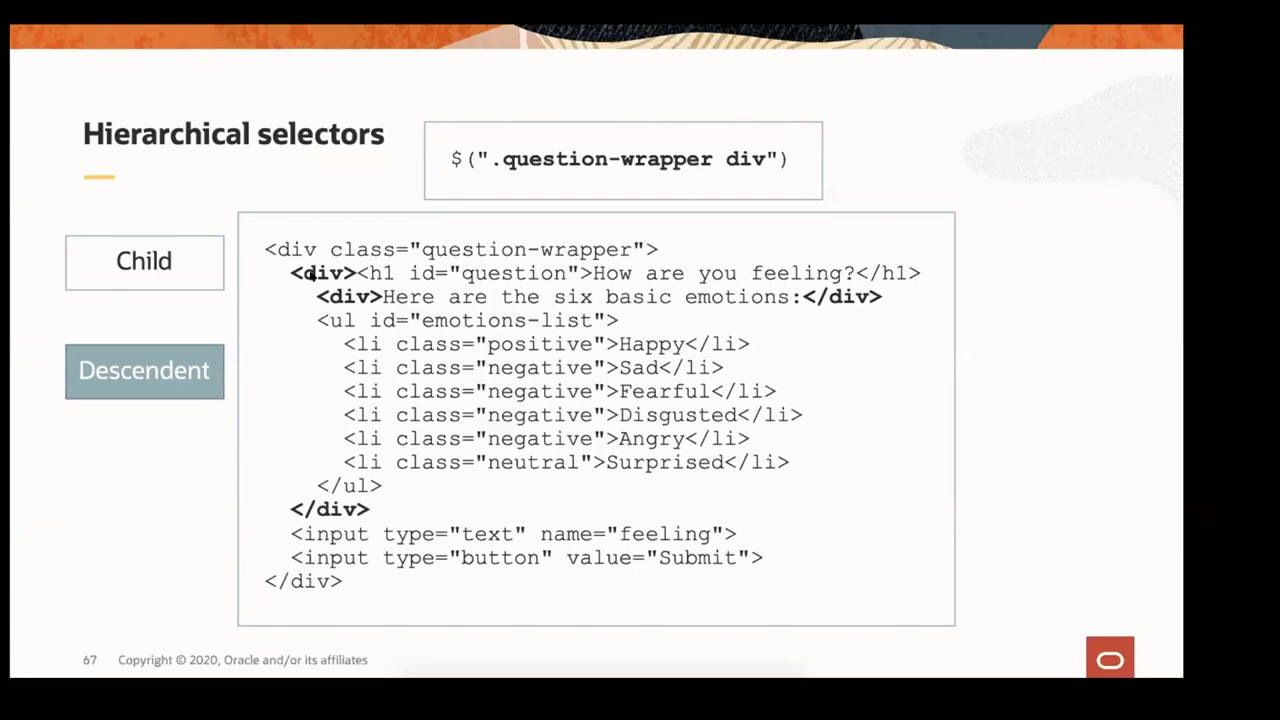 Hierarchical selectors
$(".question-wrapper div")
Child
Descendent
<div class="question-wrapper">
<div><h1 id="question">How are you feeling?</h1>
<div>Here are the six basic emotions:</div>
<ul id="emotions-list">
<li class="positive">Happy</li>
<li class="negative">Sad</li>
<li class="negative">Fearful</li>
<li class="negative">Disgusted</li>
<li class="negative">Angry</li>
<li class="neutral">Surprised</li>
</ul>
</div>
<input type="text" name="feeling">
<input type="button" value="Submit">
</div>
67 Copyright © 2020, Oracle and/or its affiliates